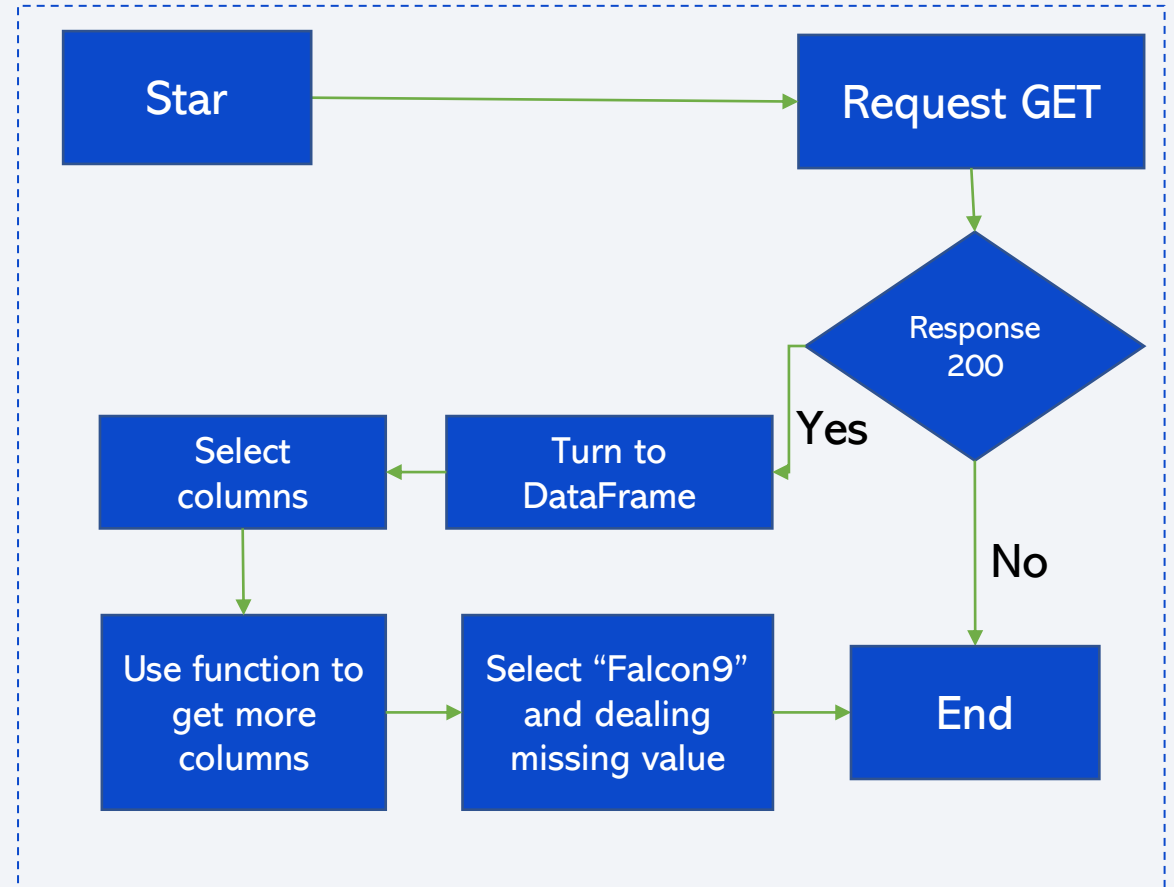 Star
Request GET
Response
200
Yes
No
Turn to
DataFrame
Select
columns
Use function to
get more
columns
Select “Falcon9”
and dealing
missing value
End